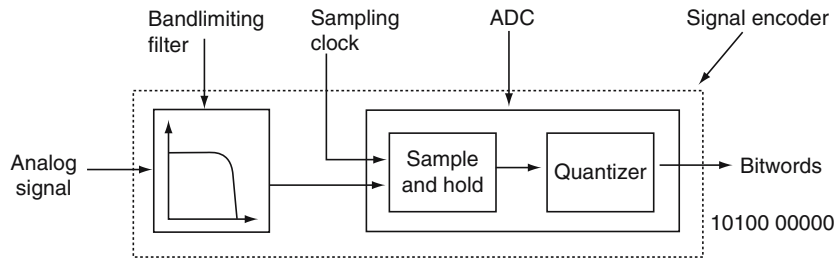 Bandlimiting
filter
Sampling
clock
ADC
Signal encoder
Analog
signal
Sample
and hold
Quantizer
Bitwords
10100 00000